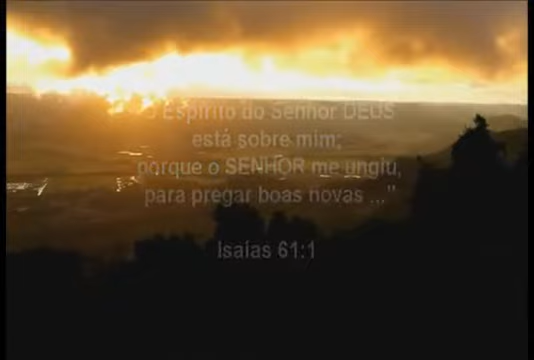 "O Espírito do Senhor DEUS
está sobre mim;
porque o SENHOR me ungiu,
para pregar boas novas ..."
Isaías 61:1